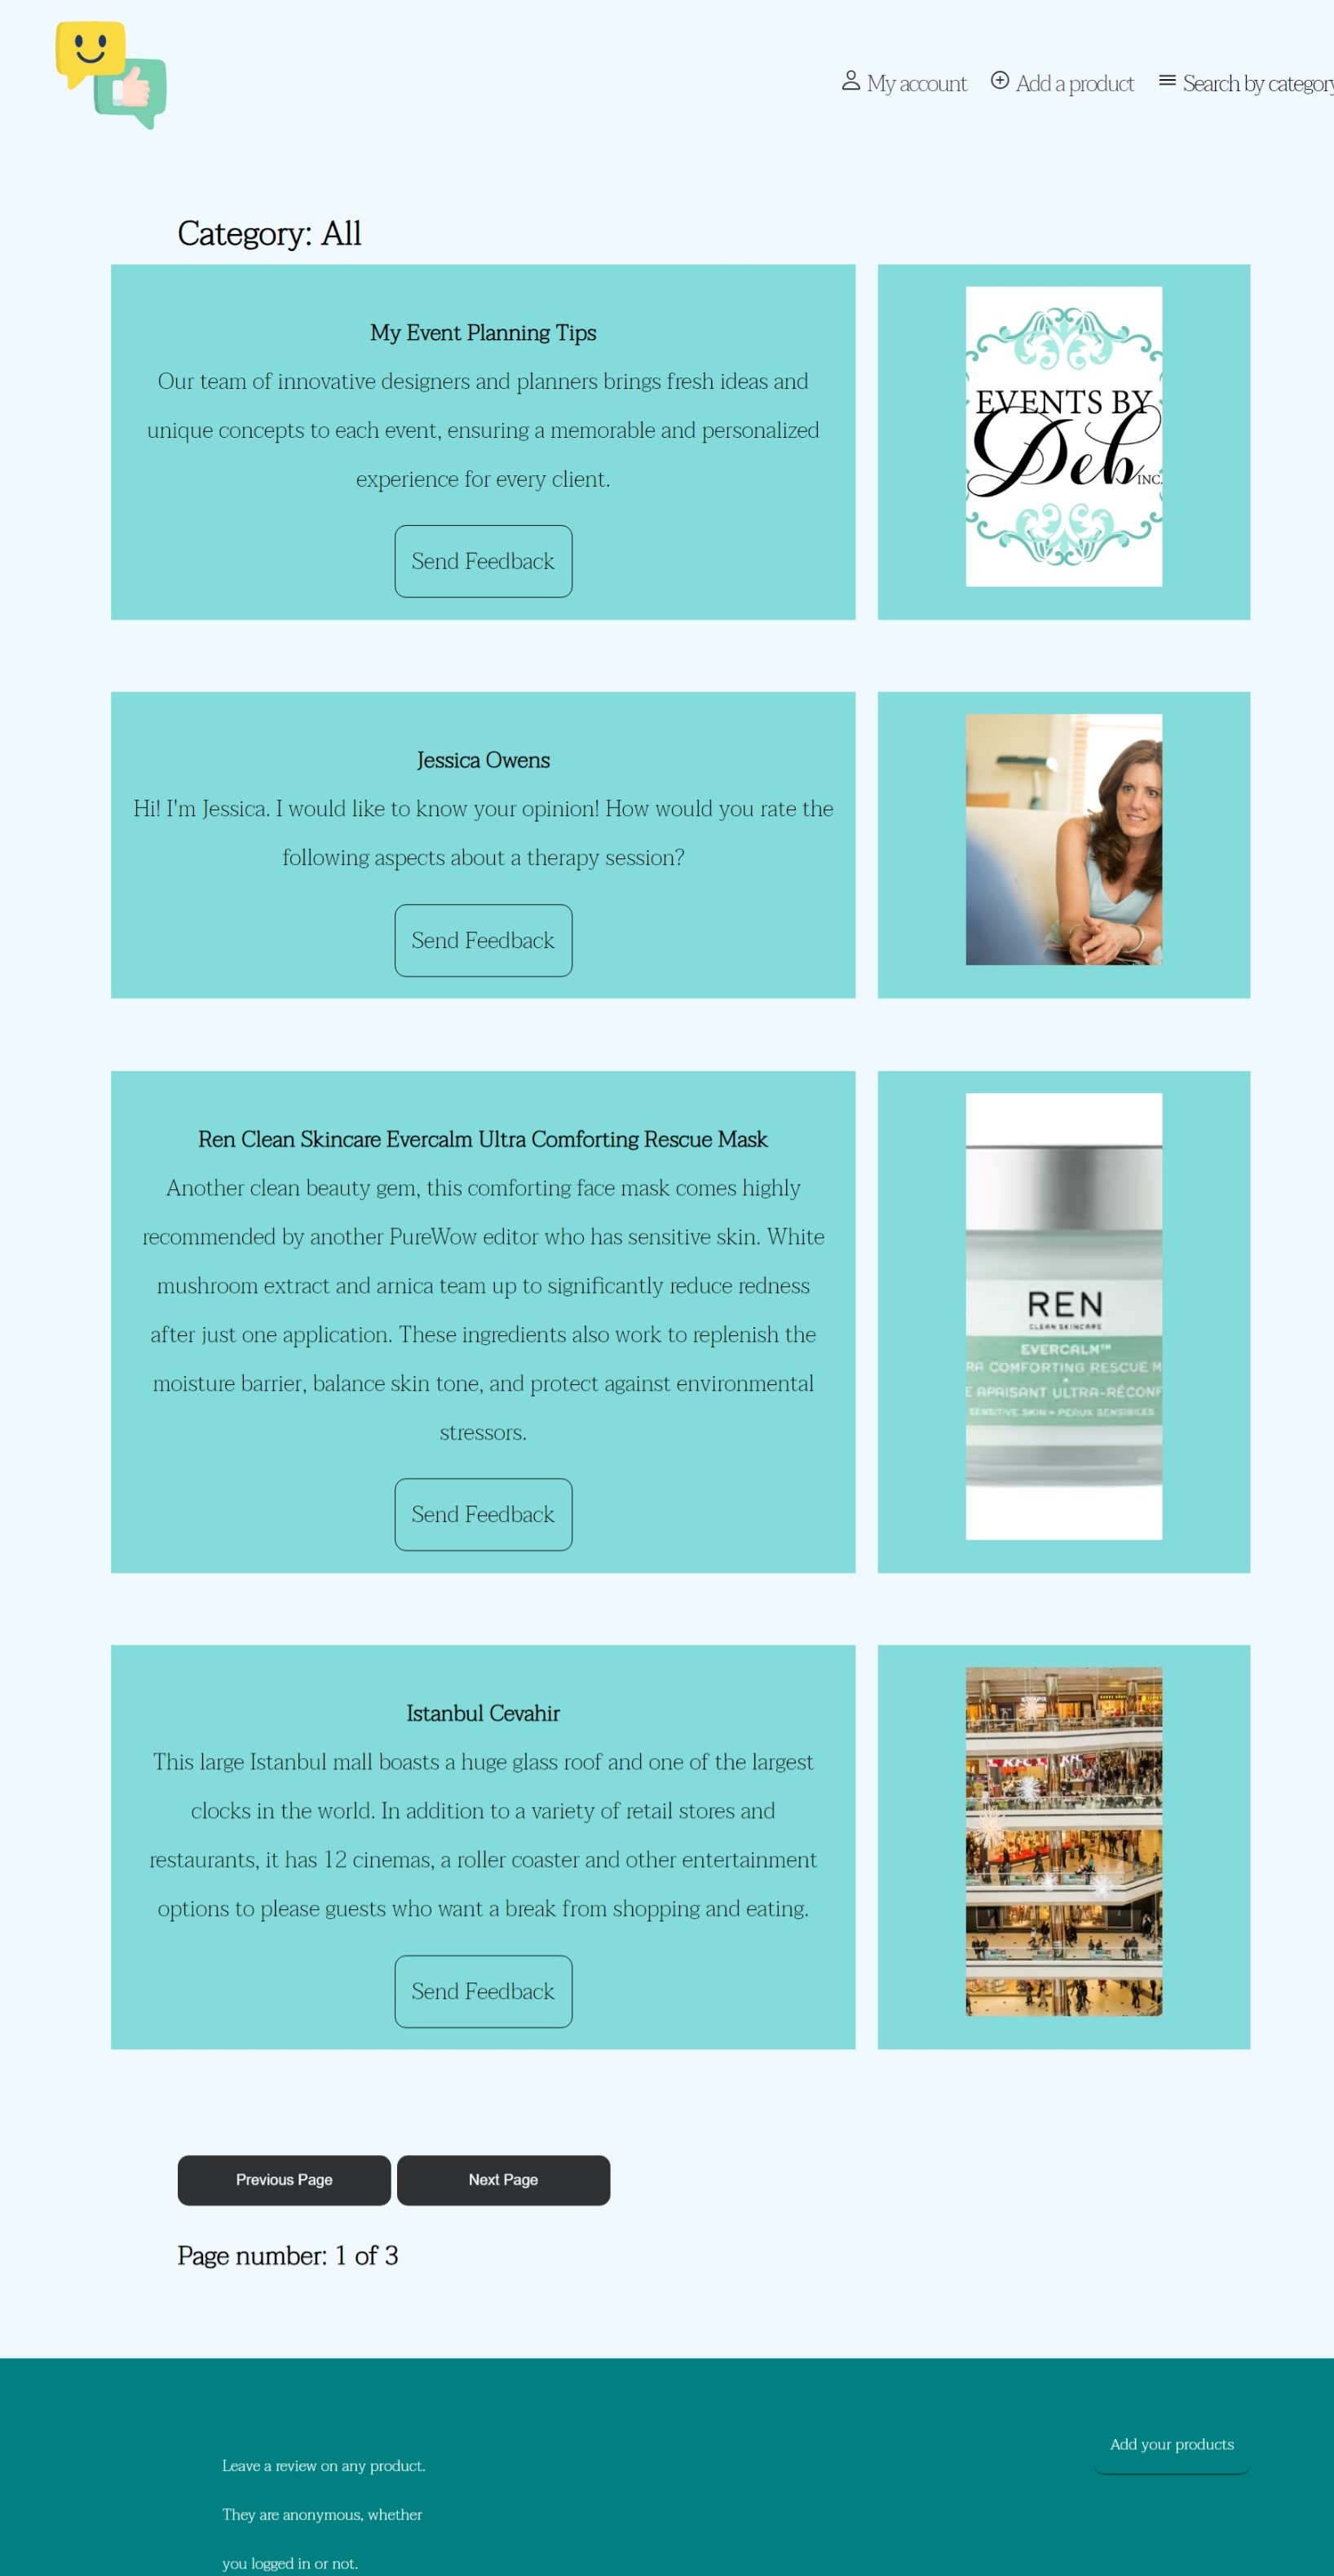 My account Add a product Search by category
Category: All
My Event Planning Tips
Our team of innovative designers and planners brings fresh ideas and
unique concepts to each event, ensuring a memorable and personalized
experience for every client.
Send Feedback
EVENTS BY
Deb INC.
Jessica Owens
Hi! I'm Jessica. I would like to know your opinion! How would you rate the
following aspects about a therapy session?
Send Feedback
Ren Clean Skincare Evercalm Ultra Comforting Rescue Mask
Another clean beauty gem, this comforting face mask comes highly
recommended by another PureWow editor who has sensitive skin. White
mushroom extract and arnica team up to significantly reduce redness
after just one application. These ingredients also work to replenish the
moisture barrier, balance skin tone, and protect against environmental
stressors.
Send Feedback
REN
CLEAN SKINCARE
EVERCALM™
RA COMFORTING RESCUE M
E APAISANT ULTRA-RÉCONF
SENSITIVE SKIN • PEAUX SENSIBLES
Istanbul Cevahir
This large Istanbul mall boasts a huge glass roof and one of the largest
clocks in the world. In addition to a variety of retail stores and
restaurants, it has 12 cinemas, a roller coaster and other entertainment
options to please guests who want a break from shopping and eating.
Send Feedback
KFC
Previous Page Next Page
Page number: 1 of 3
Add your products
Leave a review on any product.
They are anonymous, whether
you logged in or not.